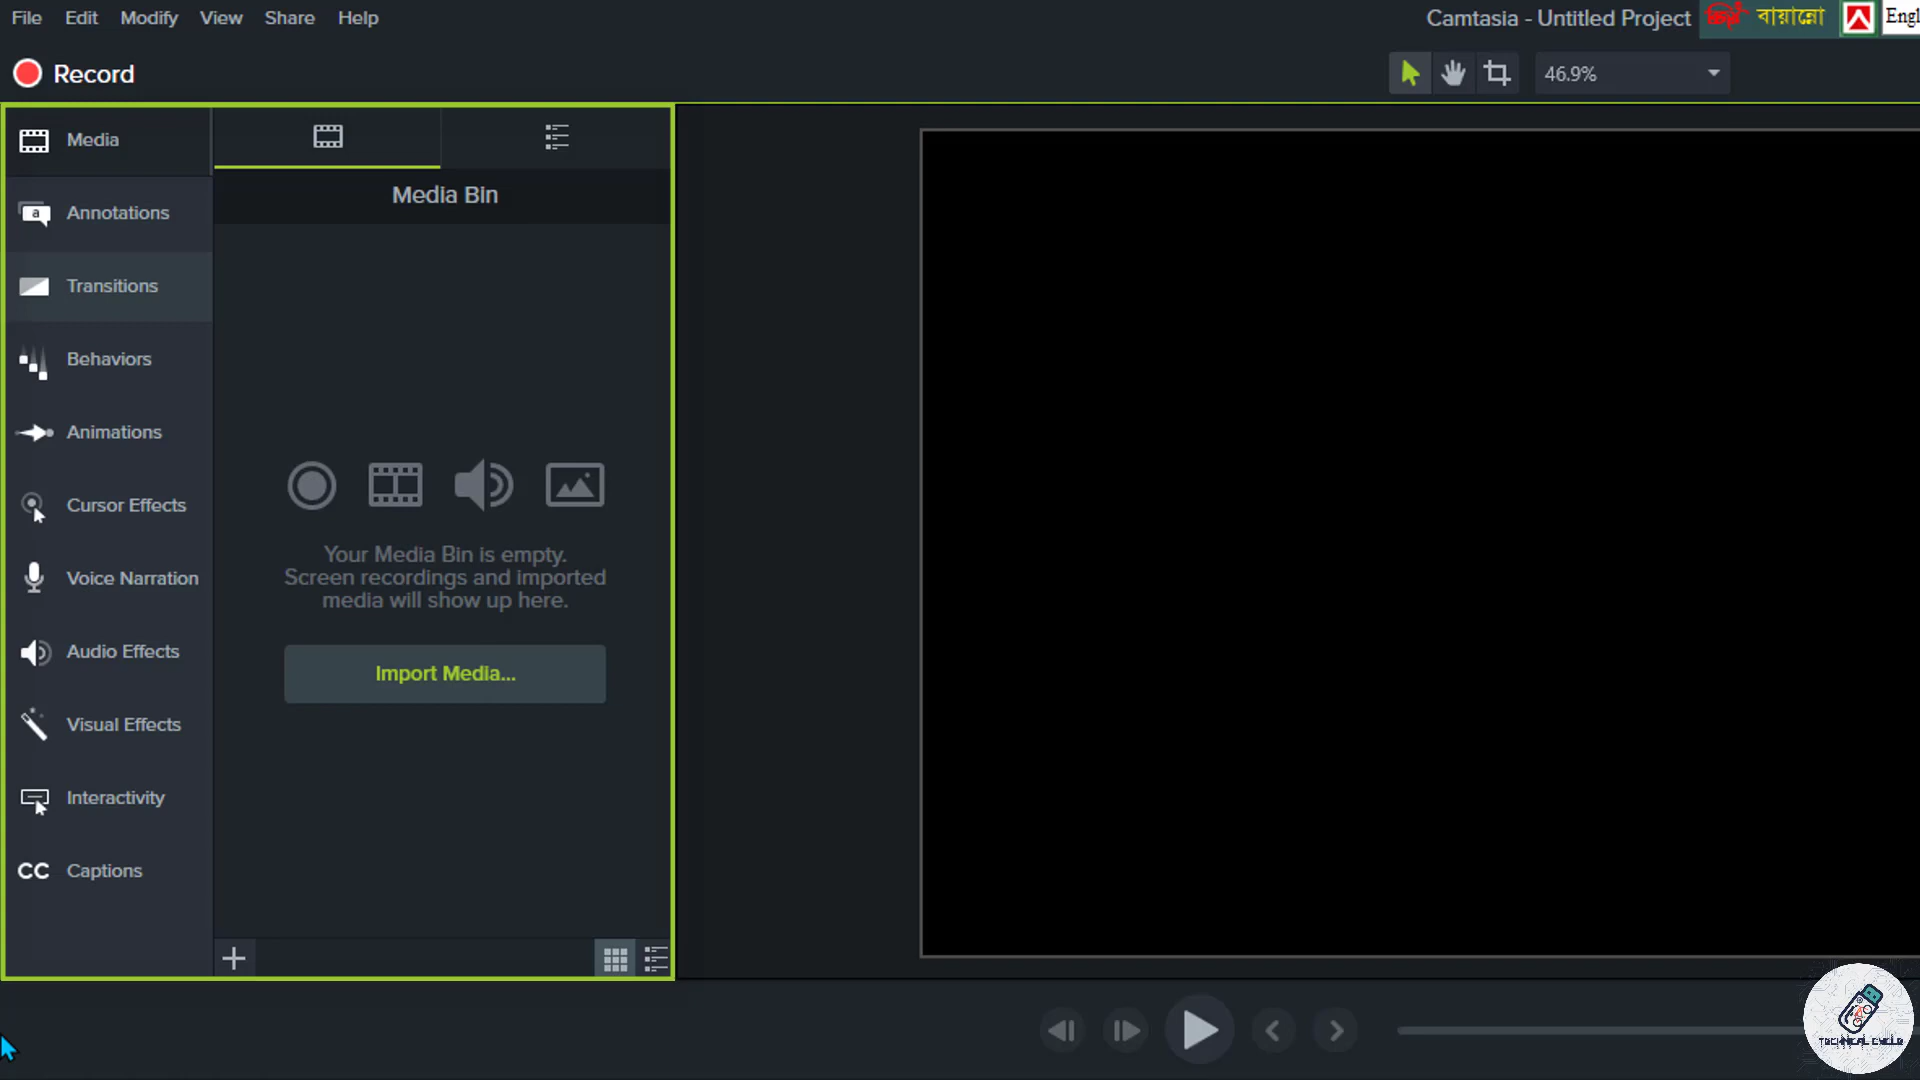 File Edit Modify View Share Help
Camtasia - Untitled Project
বায়ান্নো
Engl
Record
46.9%
Media
Annotations
Transitions
Behaviors
Animations
Cursor Effects
Voice Narration
Audio Effects
Visual Effects
Interactivity
CC Captions
Media Bin
Your Media Bin is empty.
Screen recordings and imported
media will show up here.
Import Media...
TECHNICAL CYCLO